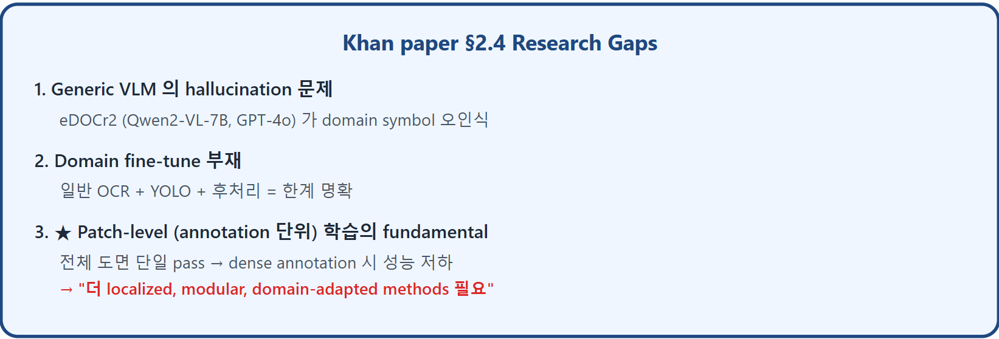 Khan paper §2.4 Research Gaps
1. Generic VLM 의 hallucination 문제
eDOCr2 (Qwen2-VL-7B, GPT-4o) 가 domain symbol 오인식
2. Domain fine-tune 부재
일반 OCR + YOLO + 후처리 = 한계 명확
3. ★ Patch-level (annotation 단위) 학습의 fundamental
전체 도면 단일 pass → dense annotation 시 성능 저하
→ "더 localized, modular, domain-adapted methods 필요"